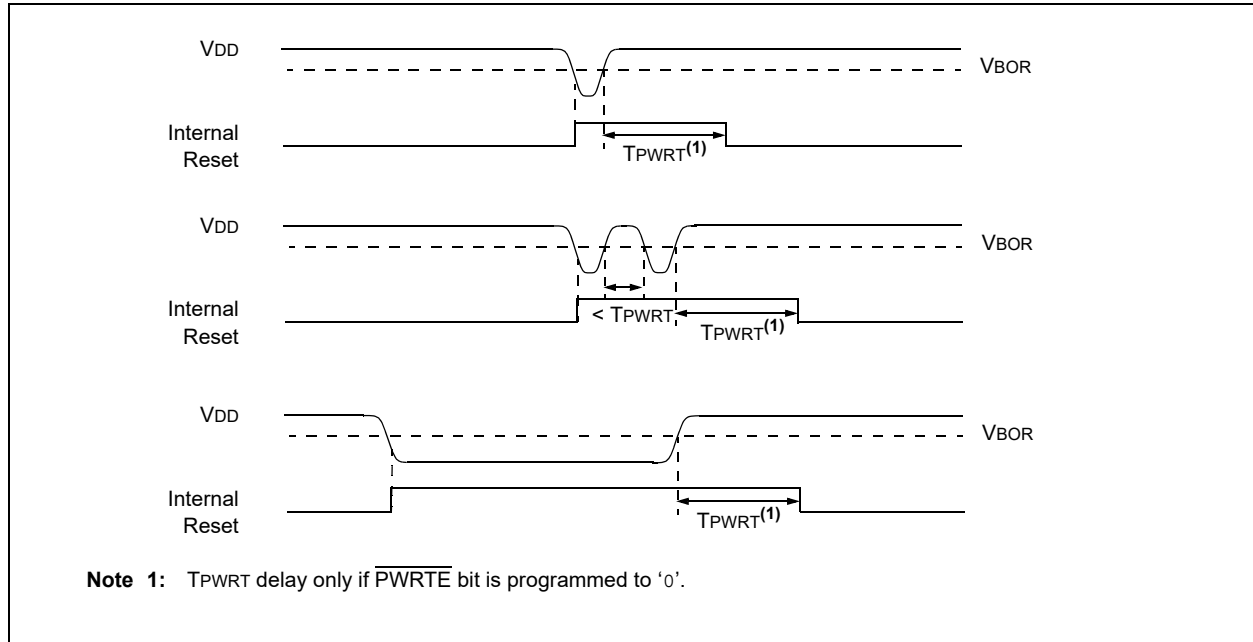 VDD
VBOR
Internal
Reset
TPWRT(1)
VDD
VBOR
Internal
Reset
< TPWRT
TPWRT(1)
VDD
VBOR
Internal
Reset
TPWRT(1)
Note 1: TPWRT delay only if P̅W̅R̅T̅E̅ bit is programmed to ‘0’.